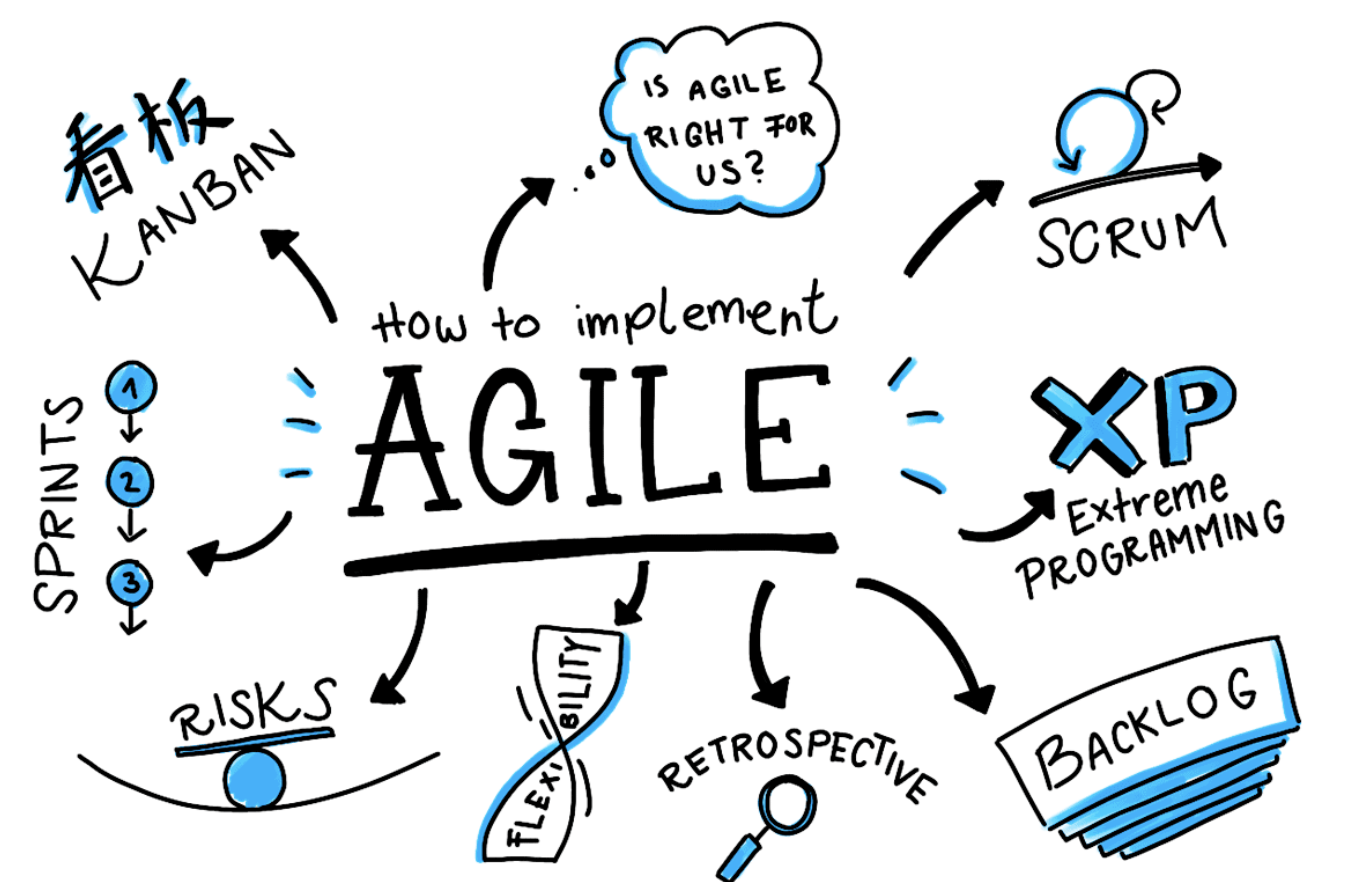 看板
KANBAN
IS AGILE
RIGHT FOR
US?
SCRUM
How to implement
AGILE
SPRINTS
1
2
3
XP
Extreme
PROGRAMMING
RISKS
FLEXI
BILITY
RETROSPECTIVE
BACKLOG